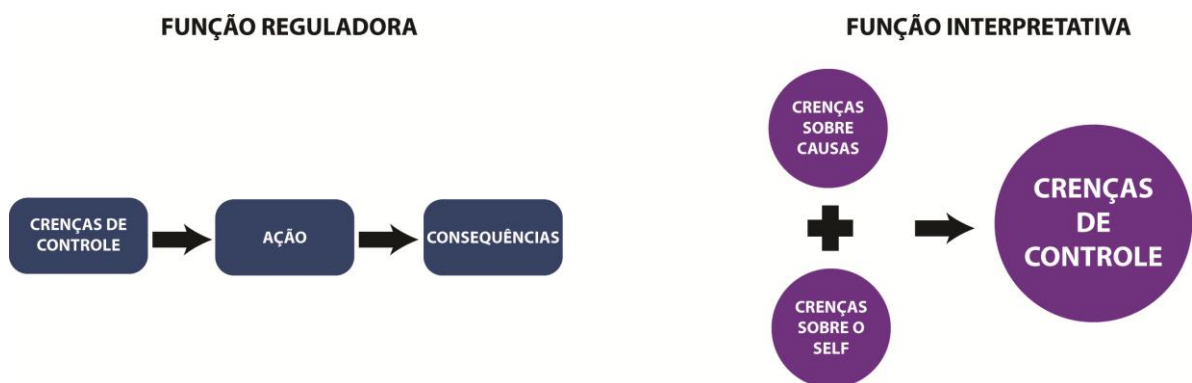 FUNÇÃO REGULADORA
CRENÇAS DE
CONTROLE
AÇÃO
CONSEQUÊNCIAS
FUNÇÃO INTERPRETATIVA
CRENÇAS
SOBRE
CAUSAS
CRENÇAS
SOBRE O
SELF
CRENÇAS
DE
CONTROLE